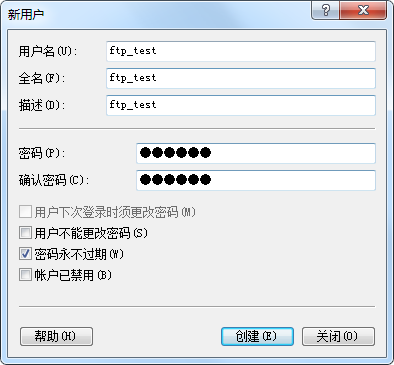 新用户
用户名(U): ftp_test
全名(F): ftp_test
描述(D): ftp_test
密码(P): ●●●●●●
确认密码(C): ●●●●●●
用户下次登录时须更改密码(M)
用户不能更改密码(S)
密码永不过期(W)
帐户已禁用(B)
帮助(H) 创建(E) 关闭(O)